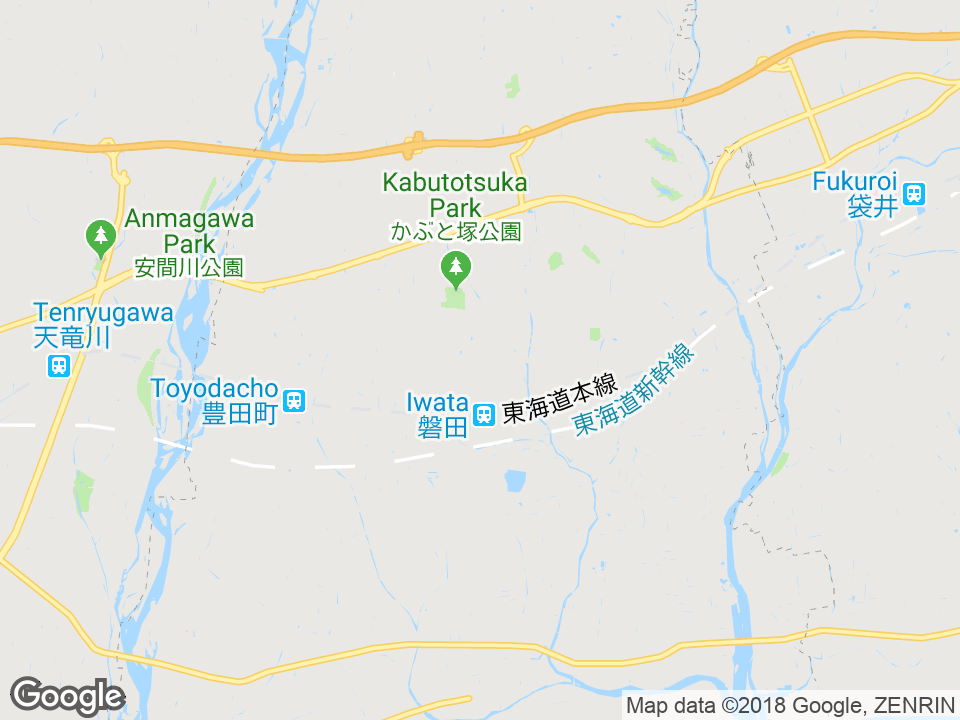 Kabutotsuka
Park
かぶと塚公園
Fukuroi
袋井
Anmagawa
Park
安間川公園
Tenryugawa
天竜川
Toyodacho
豊田町
Iwata
磐田
東海道本線
東海道新幹線
Google
Map data ©2018 Google, ZENRIN